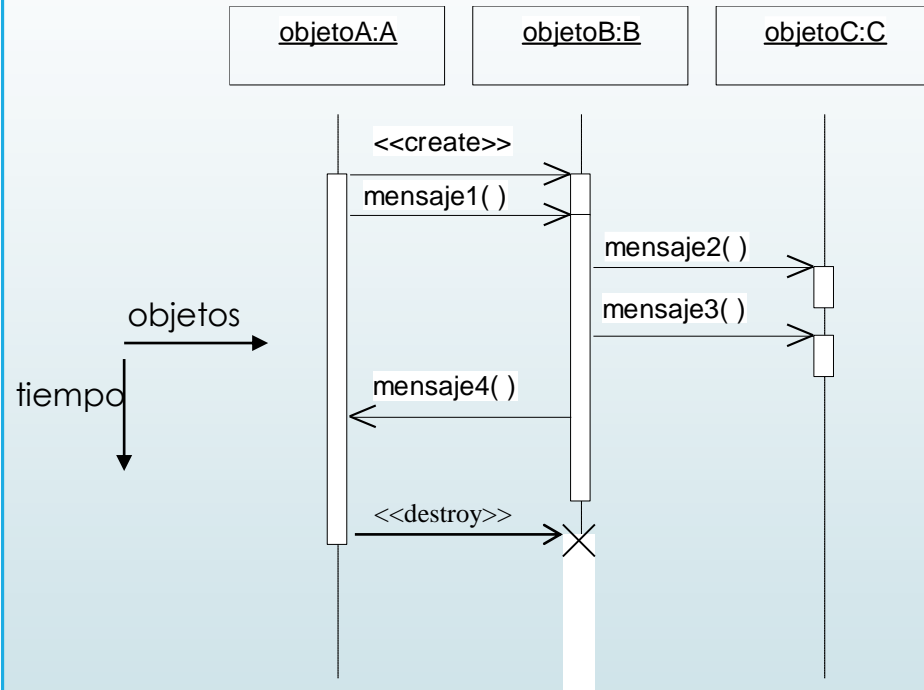 objetoA:A
objetoB:B
objetoC:C
<<create>>
mensaje1( )
mensaje2( )
mensaje3( )
objetos
tiempo
mensaje4( )
<<destroy>>